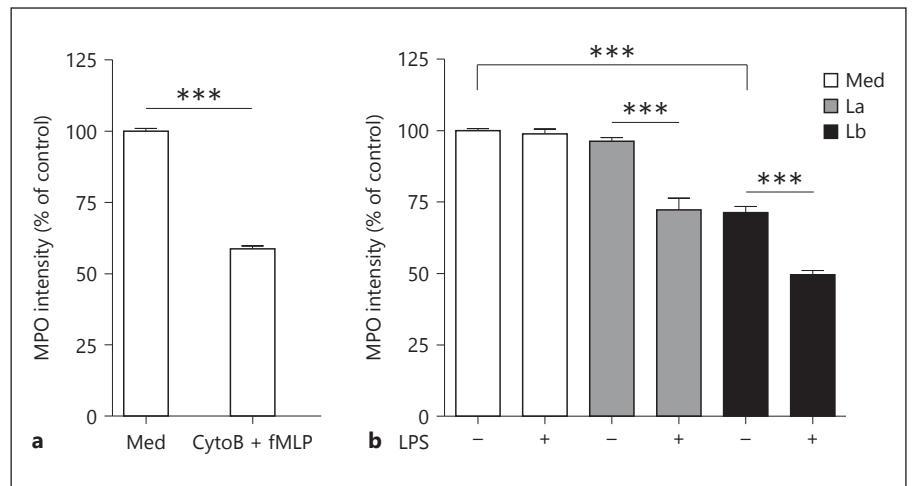 125
100
75
50
25
0
MPO intensity (% of control)
***
Med
CytoB + fMLP
a
125
100
75
50
25
0
MPO intensity (% of control)
***
***
***
Med
La
Lb
b
LPS – + – + – +